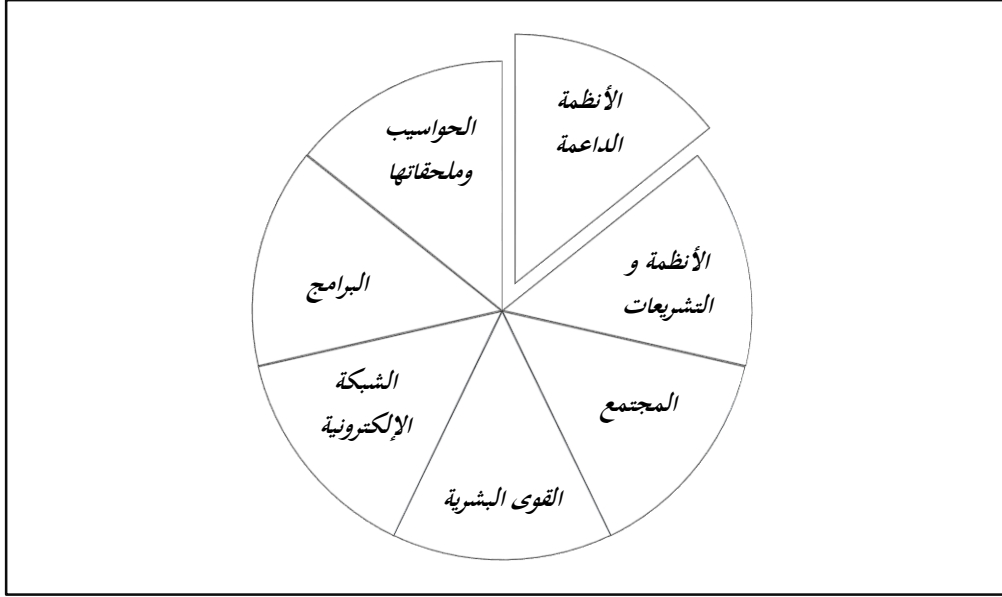 الأنظمة
الداعمة
الحواسيب
وملحقاتها
الأنظمة و
التشريعات
البرامج
الشبكة
الإلكترونية
المجتمع
القوى البشرية